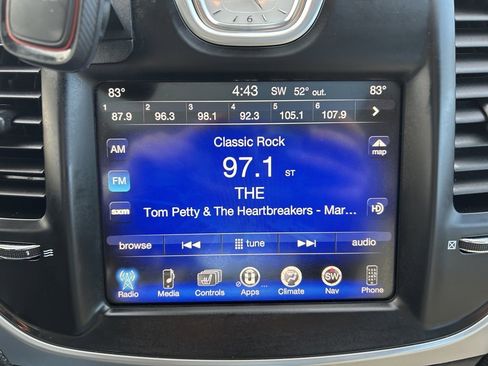 83° 4:43 SW 52° out. 83°
1 2 3 4 5 6
87.9 96.3 98.1 92.3 105.1 107.9
Classic Rock
AM 97.1 ST map
FM THE
sxm Tom Petty & The Heartbreakers - Mar... HD
browse tune audio
SW
Radio Media Controls Apps Climate Nav Phone